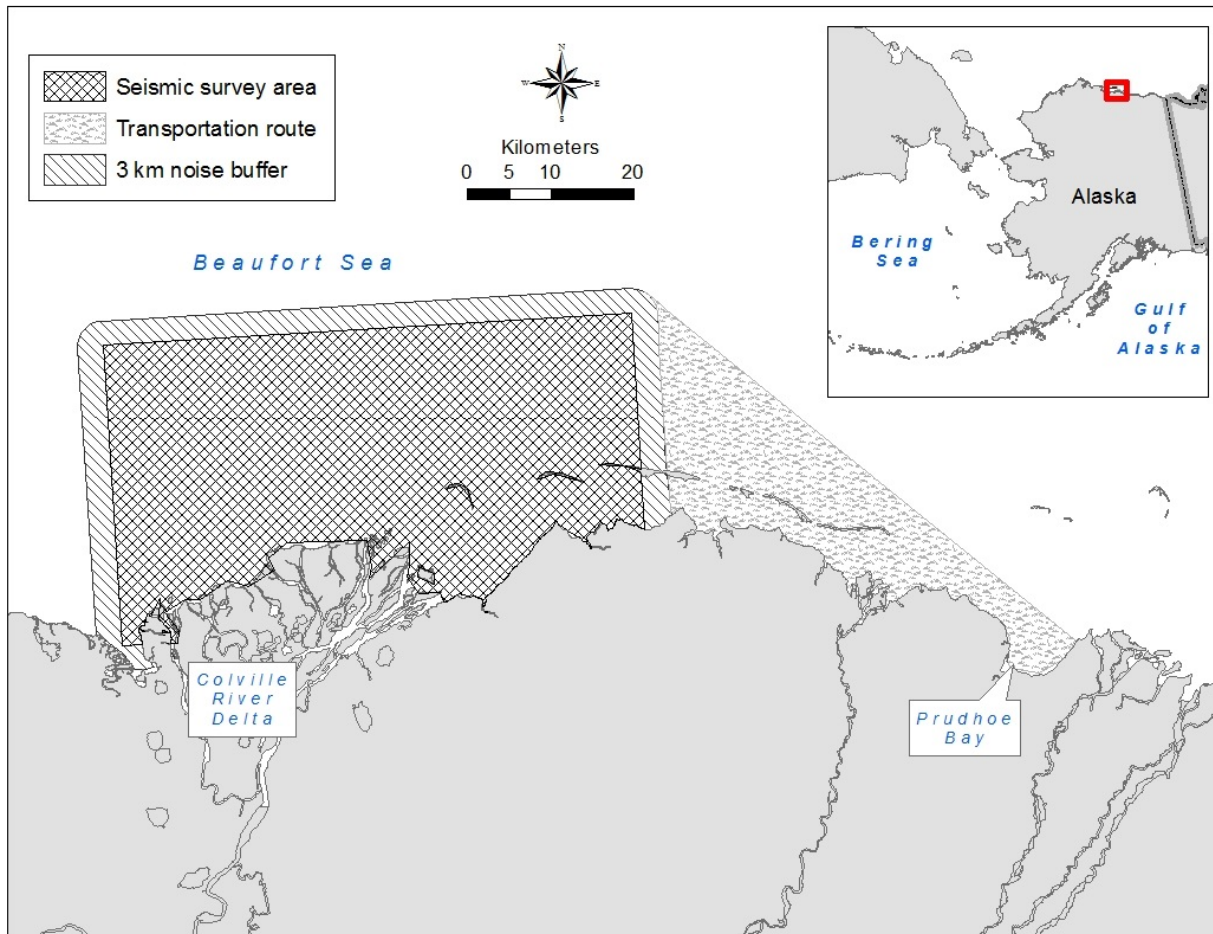 Seismic survey area
Transportation route
3 km noise buffer
N
W
E
S
Kilometers
0 5 10 20
Beaufort Sea
Alaska
Bering
Sea
Gulf
of
Alaska
Colville
River
Delta
Prudhoe
Bay